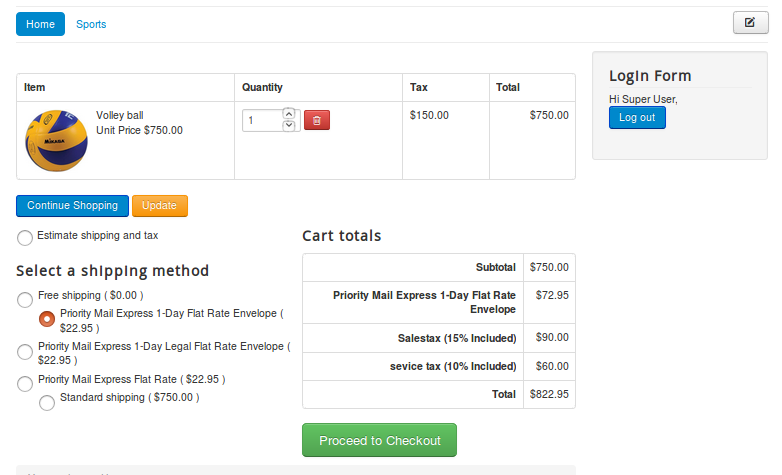 Home
Sports
Item Quantity Tax Total
Volley ball
Unit Price $750.00
MIKASA
1
$150.00
$750.00
Continue Shopping
Update
Estimate shipping and tax
Select a shipping method
Free shipping ( $0.00 )
Priority Mail Express 1-Day Flat Rate Envelope (
$22.95 )
Priority Mail Express 1-Day Legal Flat Rate Envelope (
$22.95 )
Priority Mail Express Flat Rate ( $22.95 )
Standard shipping ( $750.00 )
Cart totals
Subtotal $750.00
Priority Mail Express 1-Day Flat Rate $72.95
Envelope
Salestax (15% Included) $90.00
sevice tax (10% Included) $60.00
Total $822.95
Proceed to Checkout
LogIn Form
Hi Super User,
Log out